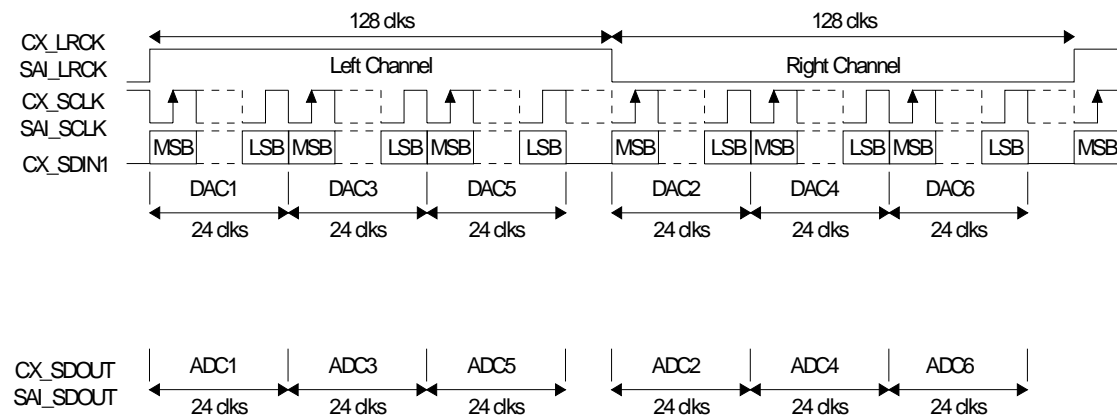 128 clks 128 clks
CX_LRCK
SAI_LRCK Left Channel Right Channel
CX_SCLK
SAI_SCLK
MSB LSB MSB LSB MSB LSB MSB LSB MSB LSB MSB LSB MSB
CX_SDIN1
DAC1 DAC3 DAC5 DAC2 DAC4 DAC6
24 clks 24 clks 24 clks 24 clks 24 clks 24 clks
CX_SDOUT ADC1 ADC3 ADC5 ADC2 ADC4 ADC6
SAI_SDOUT 24 clks 24 clks 24 clks 24 clks 24 clks 24 clks